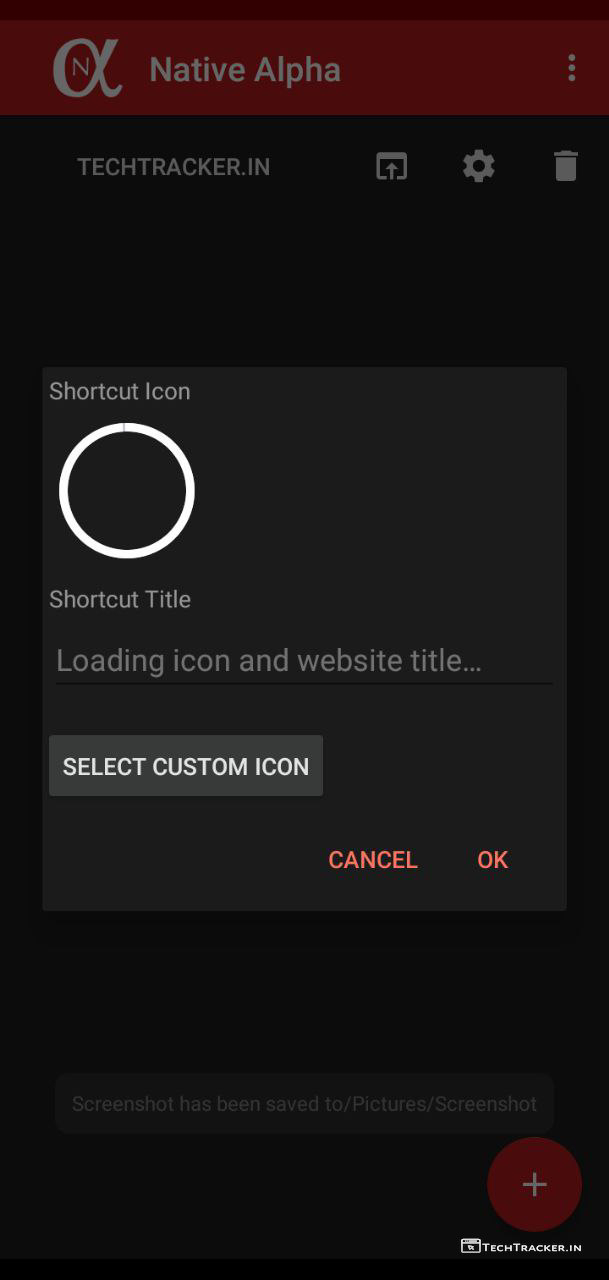 Native Alpha
TECHTRACKER.IN
Shortcut Icon
Shortcut Title
Loading icon and website title...
SELECT CUSTOM ICON
CANCEL
OK
Screenshot has been saved to/Pictures/Screenshot
TECHTRACKER.IN